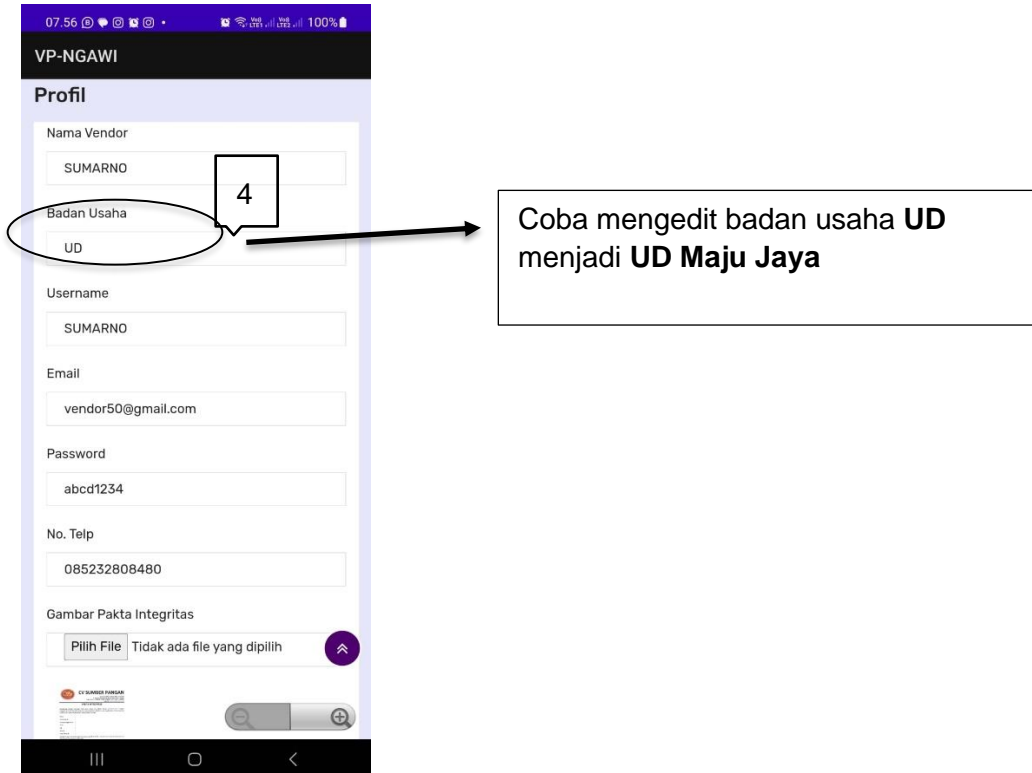 07.56 100%
VP-NGAWI
Profil
Nama Vendor
SUMARNO
4
Badan Usaha
UD
Coba mengedit badan usaha UD
menjadi UD Maju Jaya
Username
SUMARNO
Email
vendor50@gmail.com
Password
abcd1234
No. Telp
085232808480
Gambar Pakta Integritas
Pilih File Tidak ada file yang dipilih
CV SUMBER PANGAN